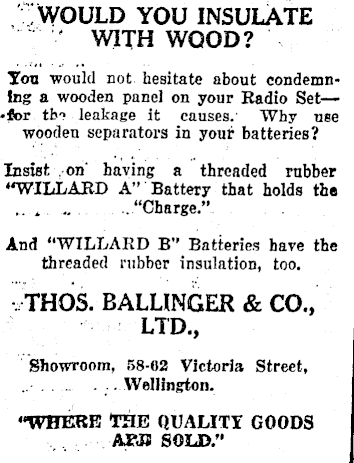 WOULD YOU INSULATE
WITH WOOD?
You would not hesitate about condemn-
ing a wooden panel on your Radio Set—
for the leakage it causes. Why use
wooden separators in your batteries?
Insist on having a threaded rubber
"WILLARD A" Battery that holds the
"Charge."
And "WILLARD B" Batteries have the
threaded rubber insulation, too.
THOS. BALLINGER & CO.,
LTD.,
Showroom, 58-62 Victoria Street,
Wellington.
"WHERE THE QUALITY GOODS
ARE SOLD."